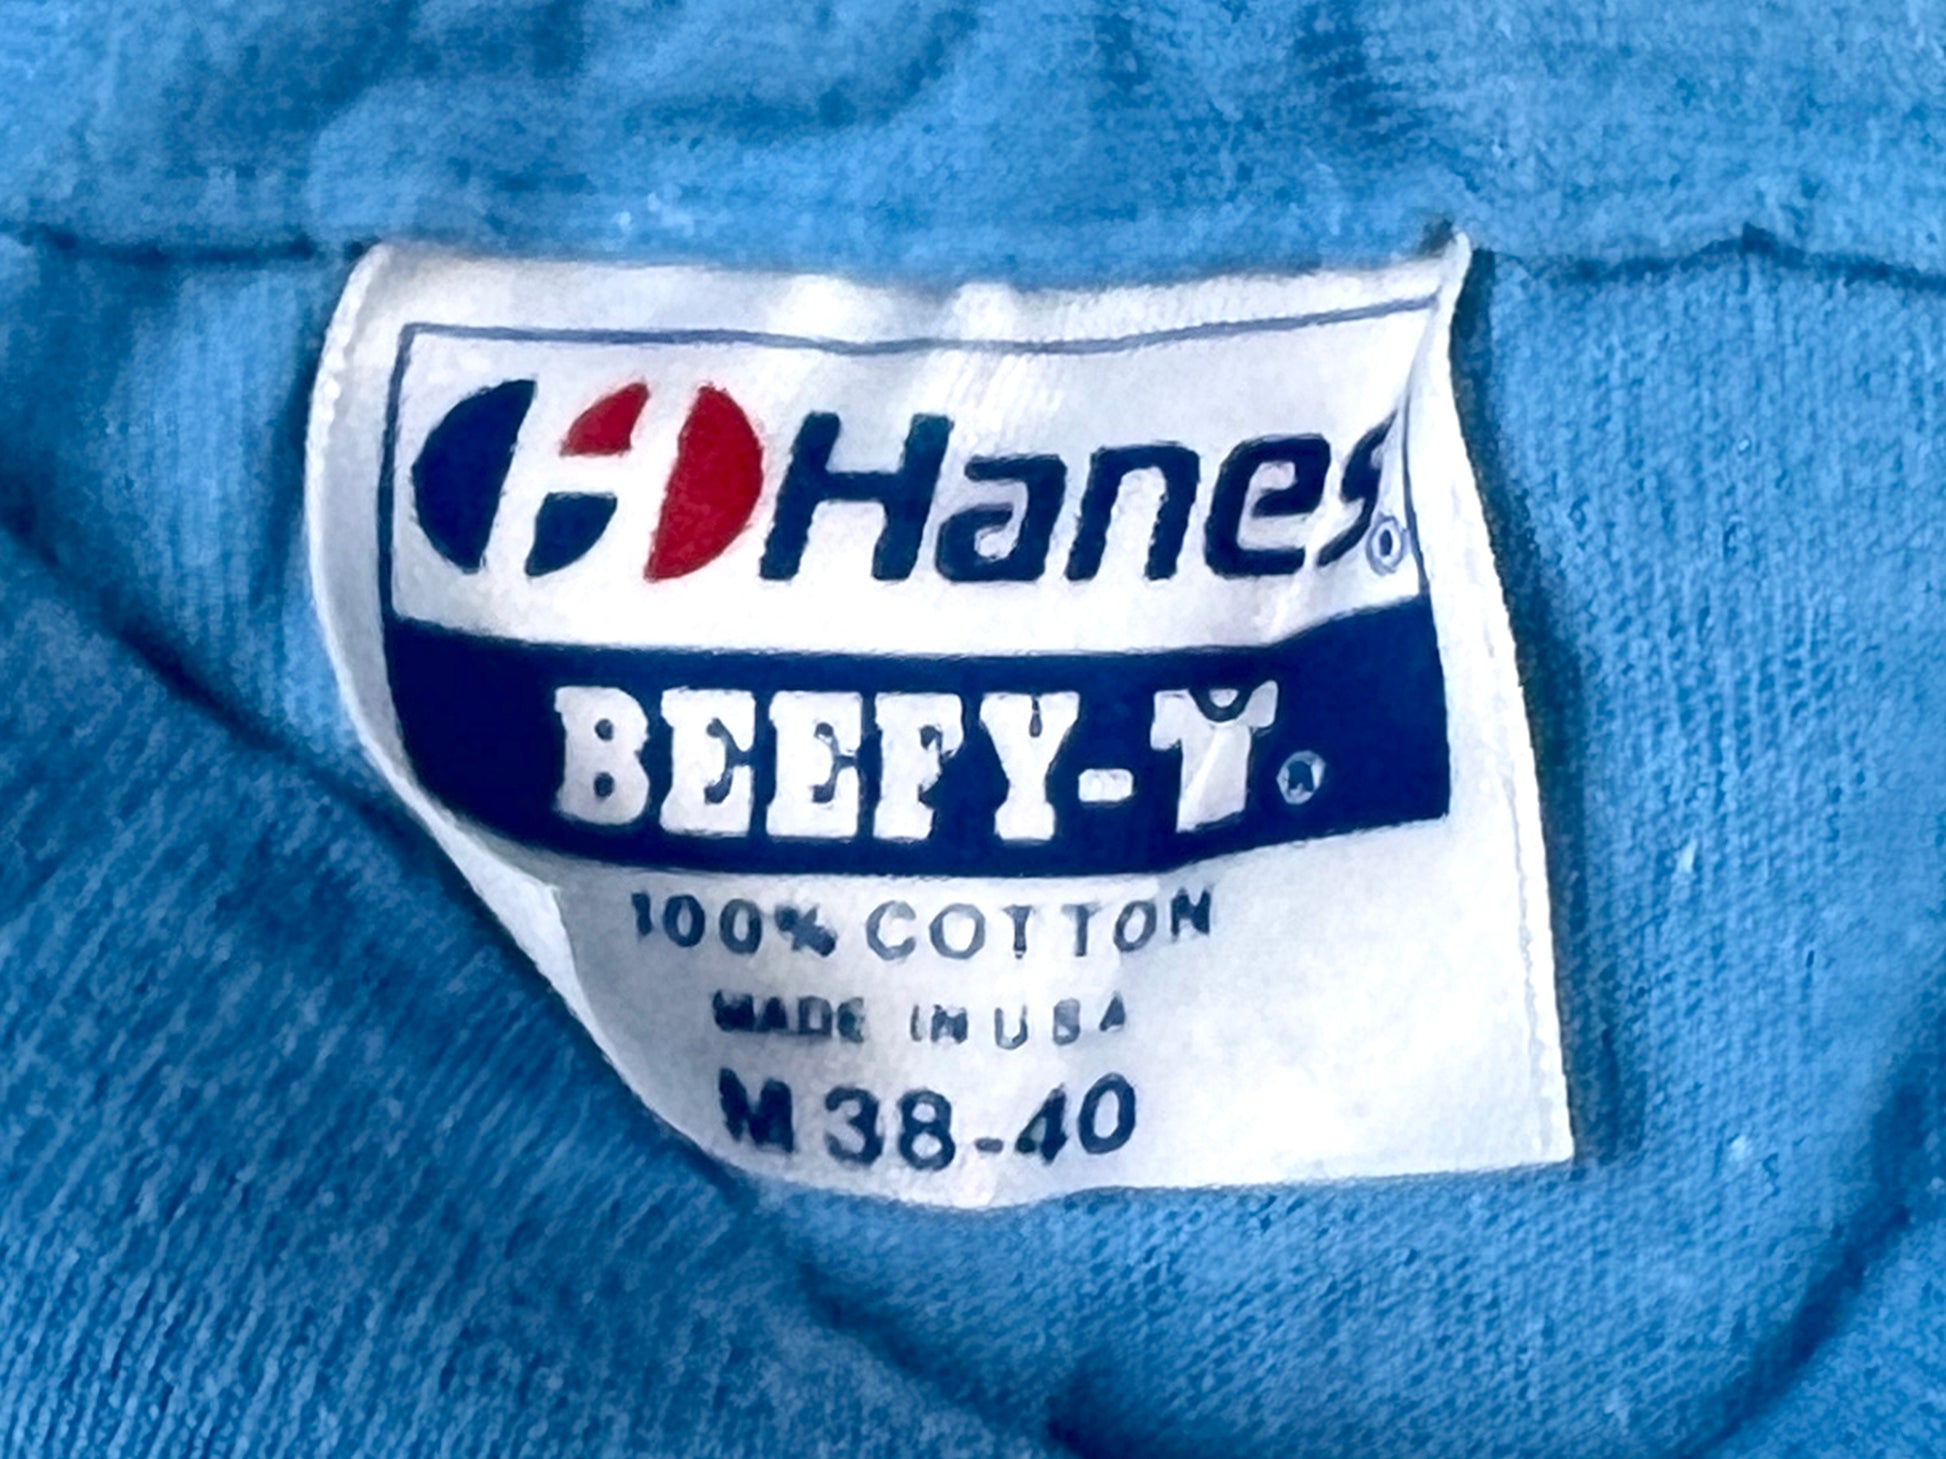 Hanes®
BEEFY-T®
100% COTTON
MADE IN USA
M 38-40